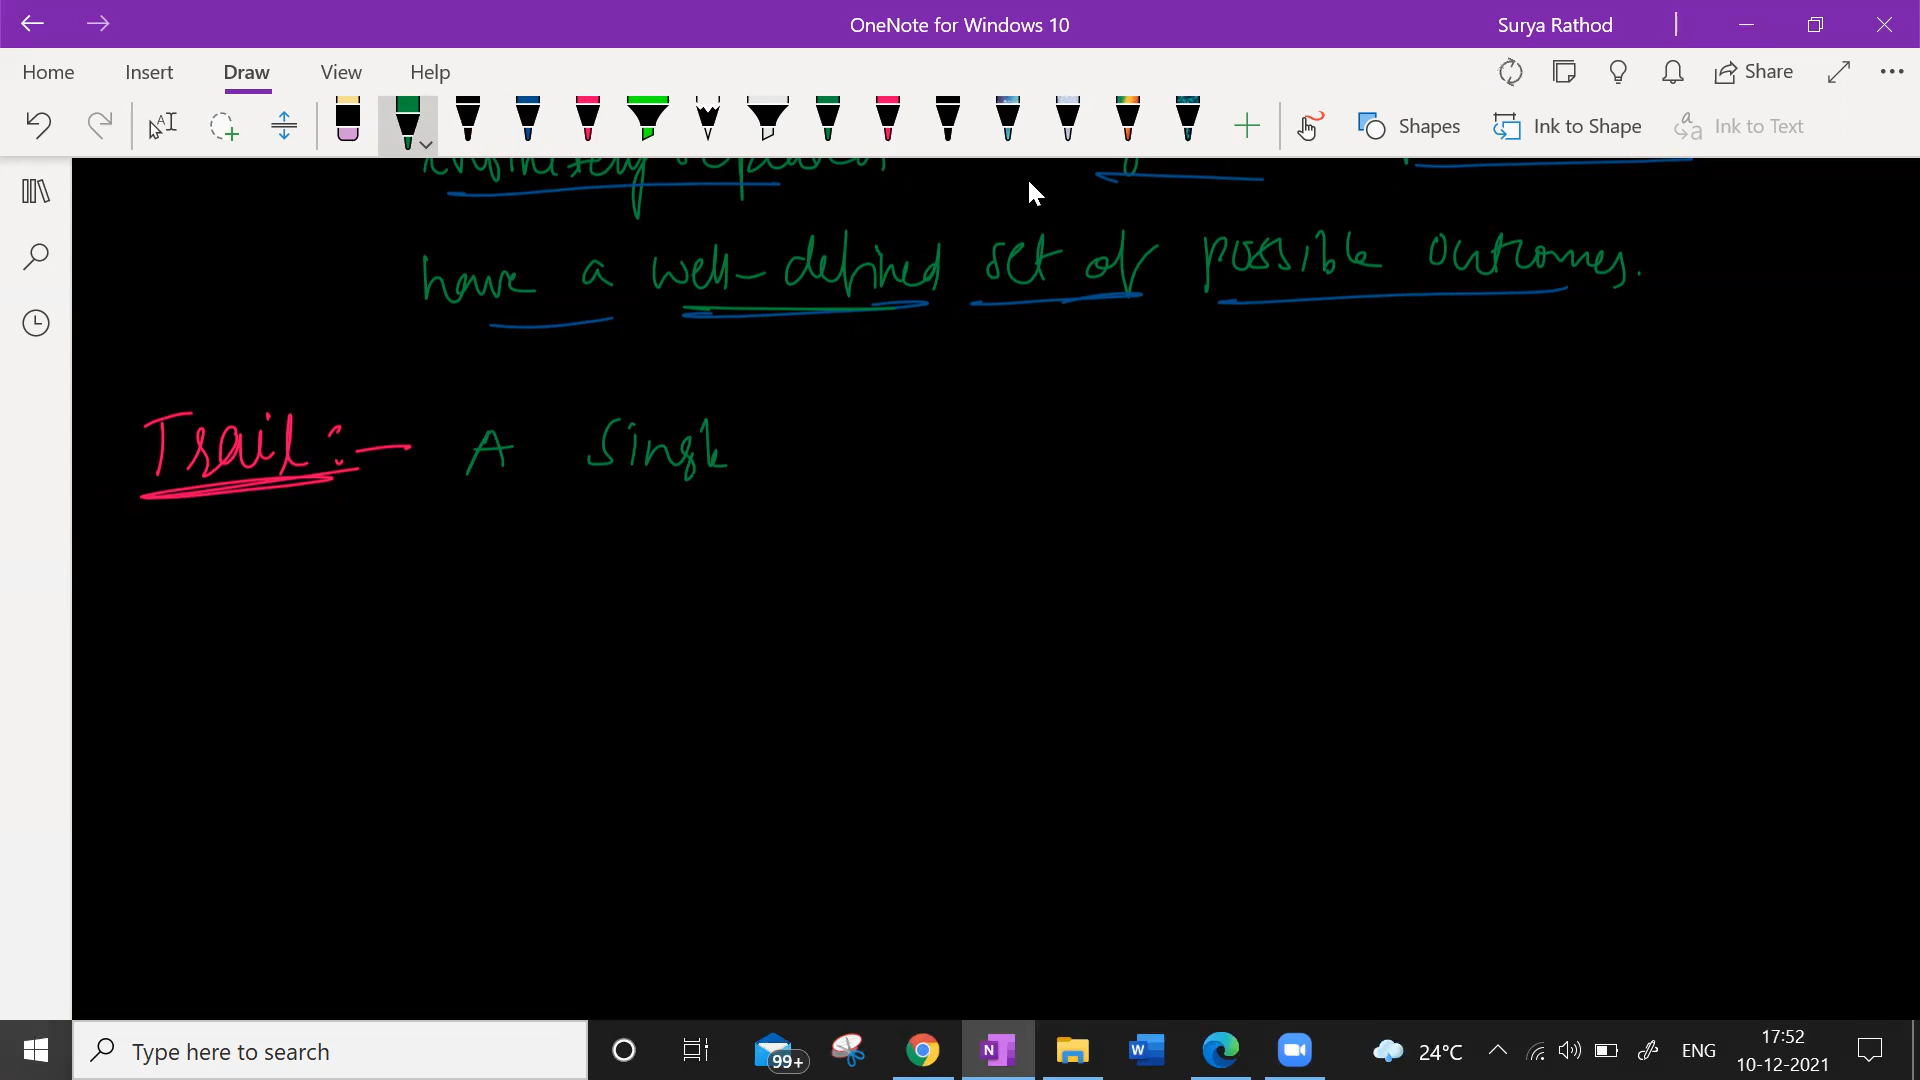 OneNote for Windows 10 Surya Rathod
Home Insert Draw View Help Share
Shapes Ink to Shape Ink to Text
infinitely repeated
have a well-defined set of possible outcomes.
Trail:- A Single
Type here to search 99+ 24°C ENG 17:52
10-12-2021